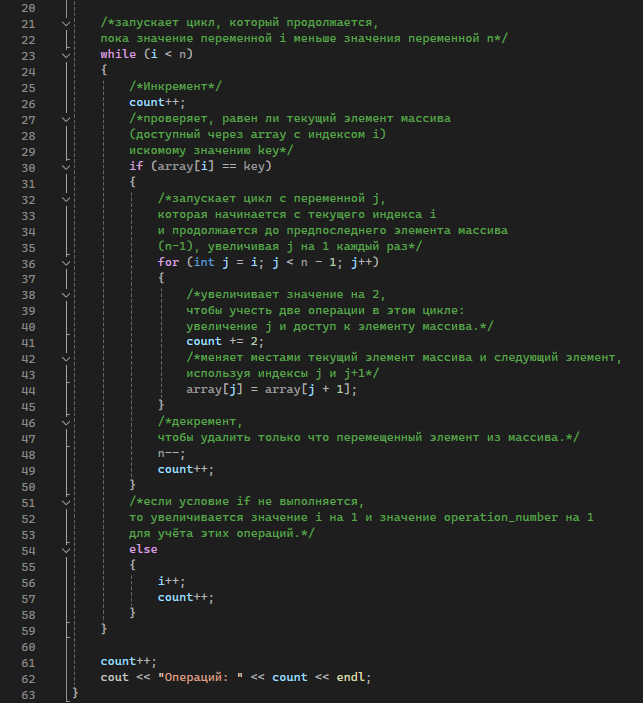 20
21 /*запускает цикл, который продолжается,
22 пока значение переменной i меньше значения переменной n*/
23 while (i < n)
24 {
25 /*Инкремент*/
26 count++;
27 /*проверяет, равен ли текущий элемент массива
28 (доступный через array с индексом i)
29 искомому значению key*/
30 if (array[i] == key)
31 {
32 /*запускает цикл с переменной j,
33 которая начинается с текущего индекса i
34 и продолжается до предпоследнего элемента массива
35 (n-1), увеличивая j на 1 каждый раз*/
36 for (int j = i; j < n - 1; j++)
37 {
38 /*увеличивает значение на 2,
39 чтобы учесть две операции в этом цикле:
40 увеличение j и доступ к элементу массива.*/
41 count += 2;
42 /*меняет местами текущий элемент массива и следующий элемент,
43 используя индексы j и j+1*/
44 array[j] = array[j + 1];
45 }
46 /*декремент,
47 чтобы удалить только что перемещенный элемент из массива.*/
48 n--;
49 count++;
50 }
51 /*если условие if не выполняется,
52 то увеличивается значение i на 1 и значение operation_number на 1
53 для учёта этих операций.*/
54 else
55 {
56 i++;
57 count++;
58 }
59 }
60
61 count++;
62 cout << "Операций: " << count << endl;
63 }